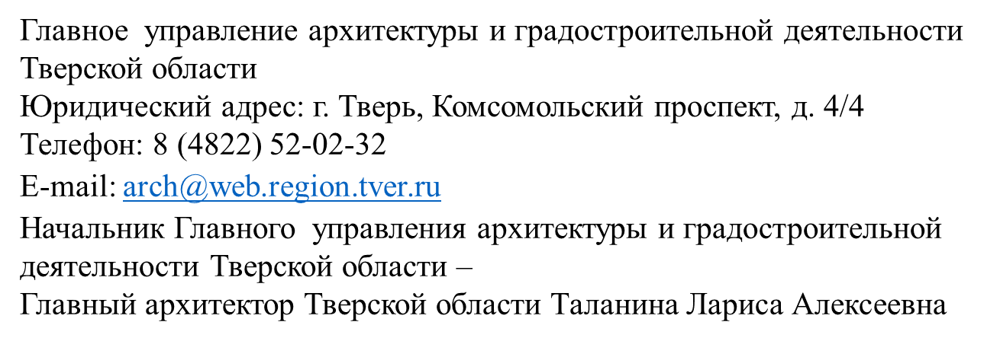 Главное управление архитектуры и градостроительной деятельности
Тверской области
Юридический адрес: г. Тверь, Комсомольский проспект, д. 4/4
Телефон: 8 (4822) 52-02-32
E-mail: arch@web.region.tver.ru
Начальник Главного управления архитектуры и градостроительной
деятельности Тверской области –
Главный архитектор Тверской области Таланина Лариса Алексеевна